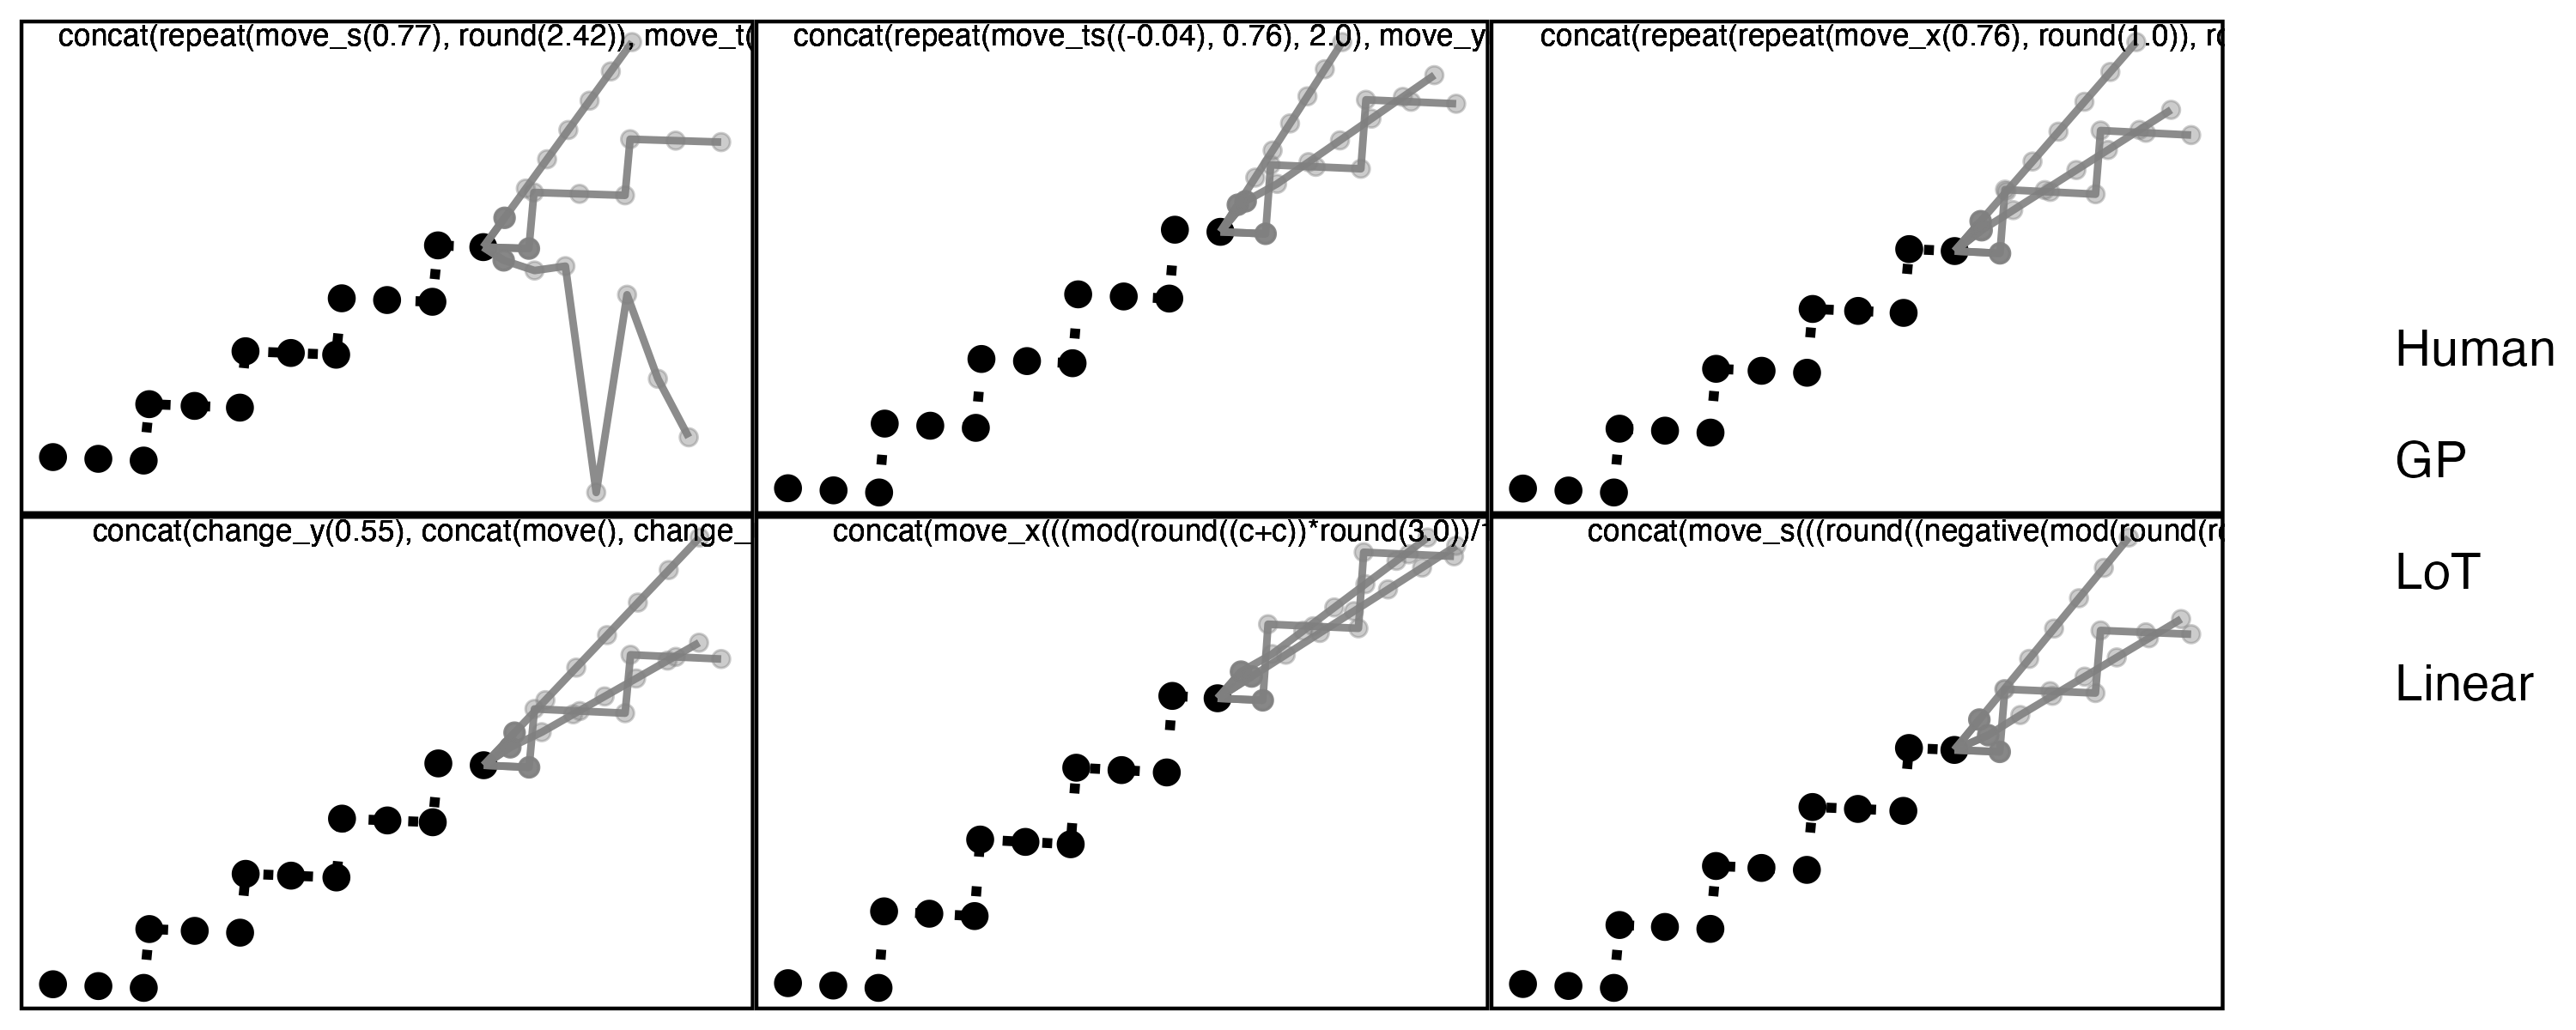 concat(repeat(move_s(0.77), round(2.42)), move_t(
concat(repeat(move_ts((-0.04), 0.76), 2.0), move_y
concat(repeat(repeat(move_x(0.76), round(1.0)), r
concat(change_y(0.55), concat(move(), change_
concat(move_x(((mod(round((c+c))*round(3.0))/
concat(move_s(((round((negative(mod(round(r
Human
GP
LoT
Linear